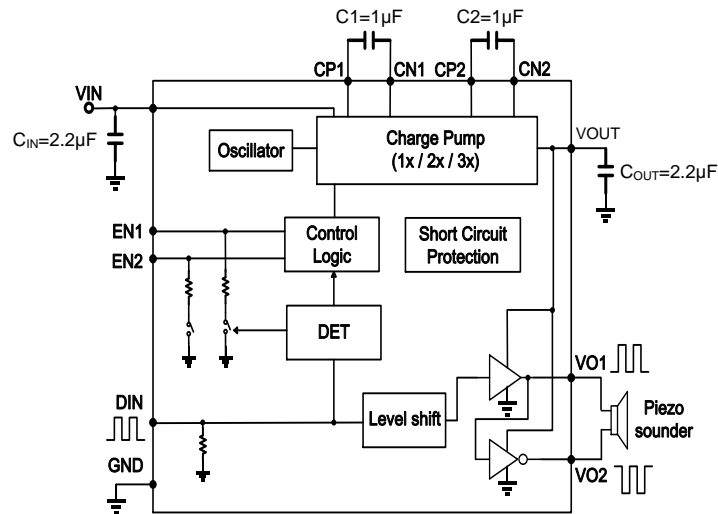 C1=1µF
C2=1µF
CP1
CN1
CP2
CN2
VIN
CIN=2.2µF
Oscillator
Charge Pump
(1x / 2x / 3x)
VOUT
COUT=2.2µF
EN1
EN2
Control
Logic
Short Circuit
Protection
DET
DIN
Level shift
VO1
Piezo
sounder
GND
VO2